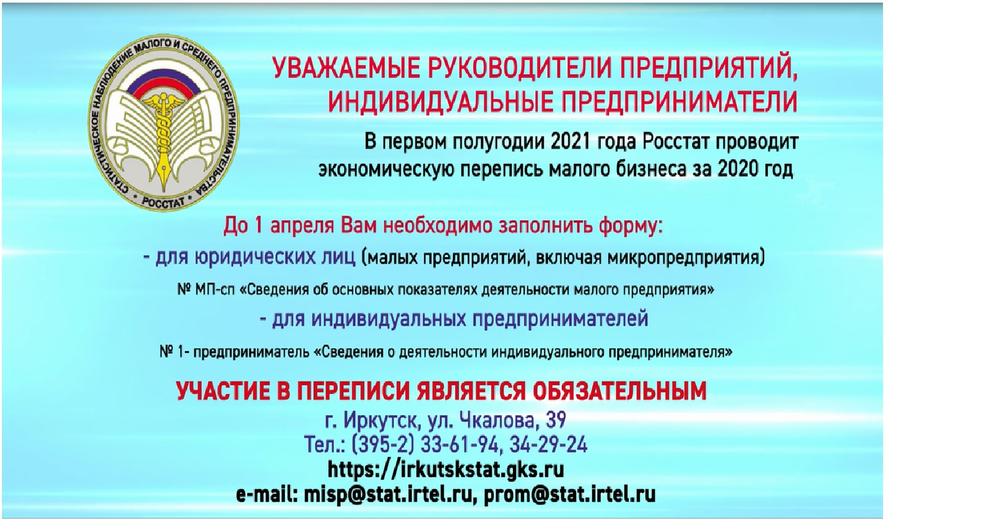 СТАТИСТИЧЕСКОЕ НАБЛЮДЕНИЕ МАЛОГО И СРЕДНЕГО ПРЕДПРИНИМАТЕЛЬСТВА
• РОССТАТ •
УВАЖАЕМЫЕ РУКОВОДИТЕЛИ ПРЕДПРИЯТИЙ,
ИНДИВИДУАЛЬНЫЕ ПРЕДПРИНИМАТЕЛИ
В первом полугодии 2021 года Росстат проводит
экономическую перепись малого бизнеса за 2020 год
До 1 апреля Вам необходимо заполнить форму:
- для юридических лиц (малых предприятий, включая микропредприятия)
№ МП-сп «Сведения об основных показателях деятельности малого предприятия»
- для индивидуальных предпринимателей
№ 1- предприниматель «Сведения о деятельности индивидуального предпринимателя»
УЧАСТИЕ В ПЕРЕПИСИ ЯВЛЯЕТСЯ ОБЯЗАТЕЛЬНЫМ
г. Иркутск, ул. Чкалова, 39
Тел.: (395-2) 33-61-94, 34-29-24
https://irkutskstat.gks.ru
e-mail: misp@stat.irtel.ru, prom@stat.irtel.ru